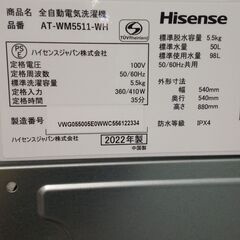 商品名 全自動電気洗濯機
品番 AT-WM5511-WH
ハイセンスジャパン株式会社
TÜVRheinland
Hisense
標準脱水容量 5.5kg
標準水量 50L
標準使用水量 98L
50/60Hz共用
定格電圧 100V
定格周波数 50/60Hz
標準洗濯容量 5.5kg
定格消費電力 360/410W
定格時間 35分
外形寸法
幅 540mm
奥行 540mm
高さ 880mm
防水等級 IPX4
製造番号
VWG055005E0WWC556122334
ハイセンスジャパン株式会社
2022年製
中国製